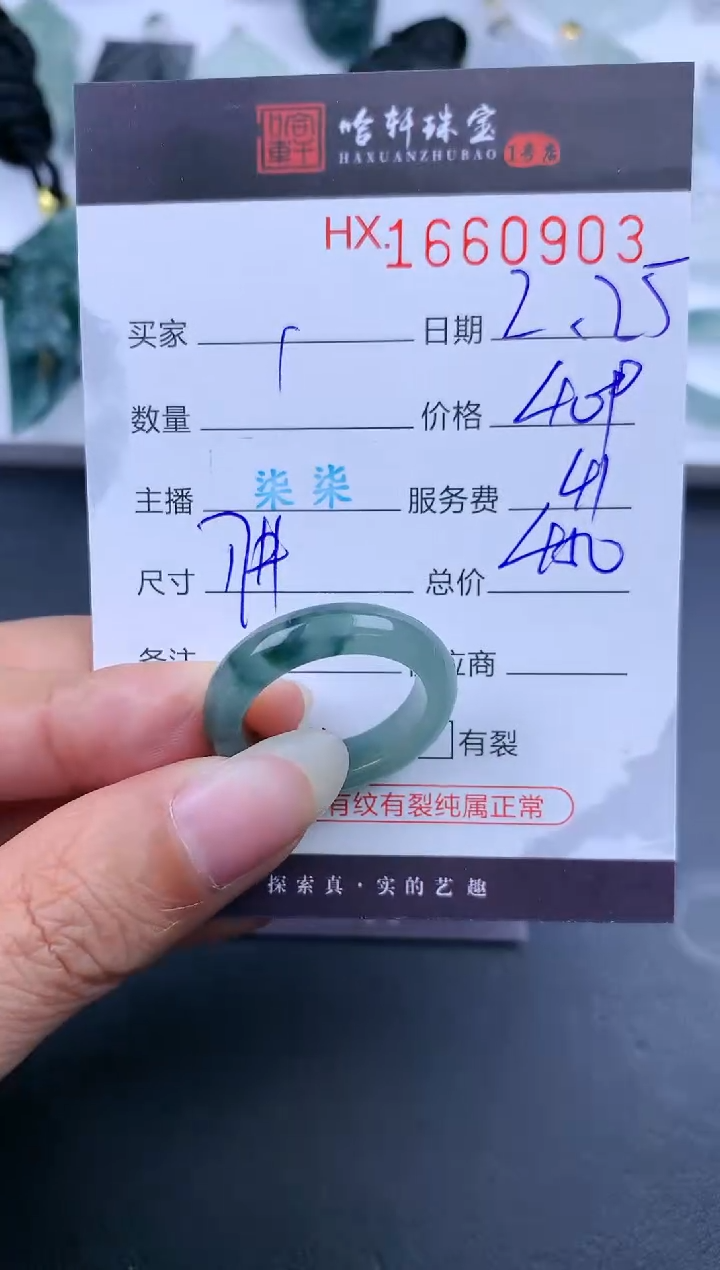 哈轩珠宝
HAXUANZHUBAO 1号店
HX.1660903
买家 日期 2.25
数量 价格 409
主播 柒柒 服务费 41
尺寸 总价 450
备注 应商
有裂
有纹有裂纯属正常
探索真·实的艺趣